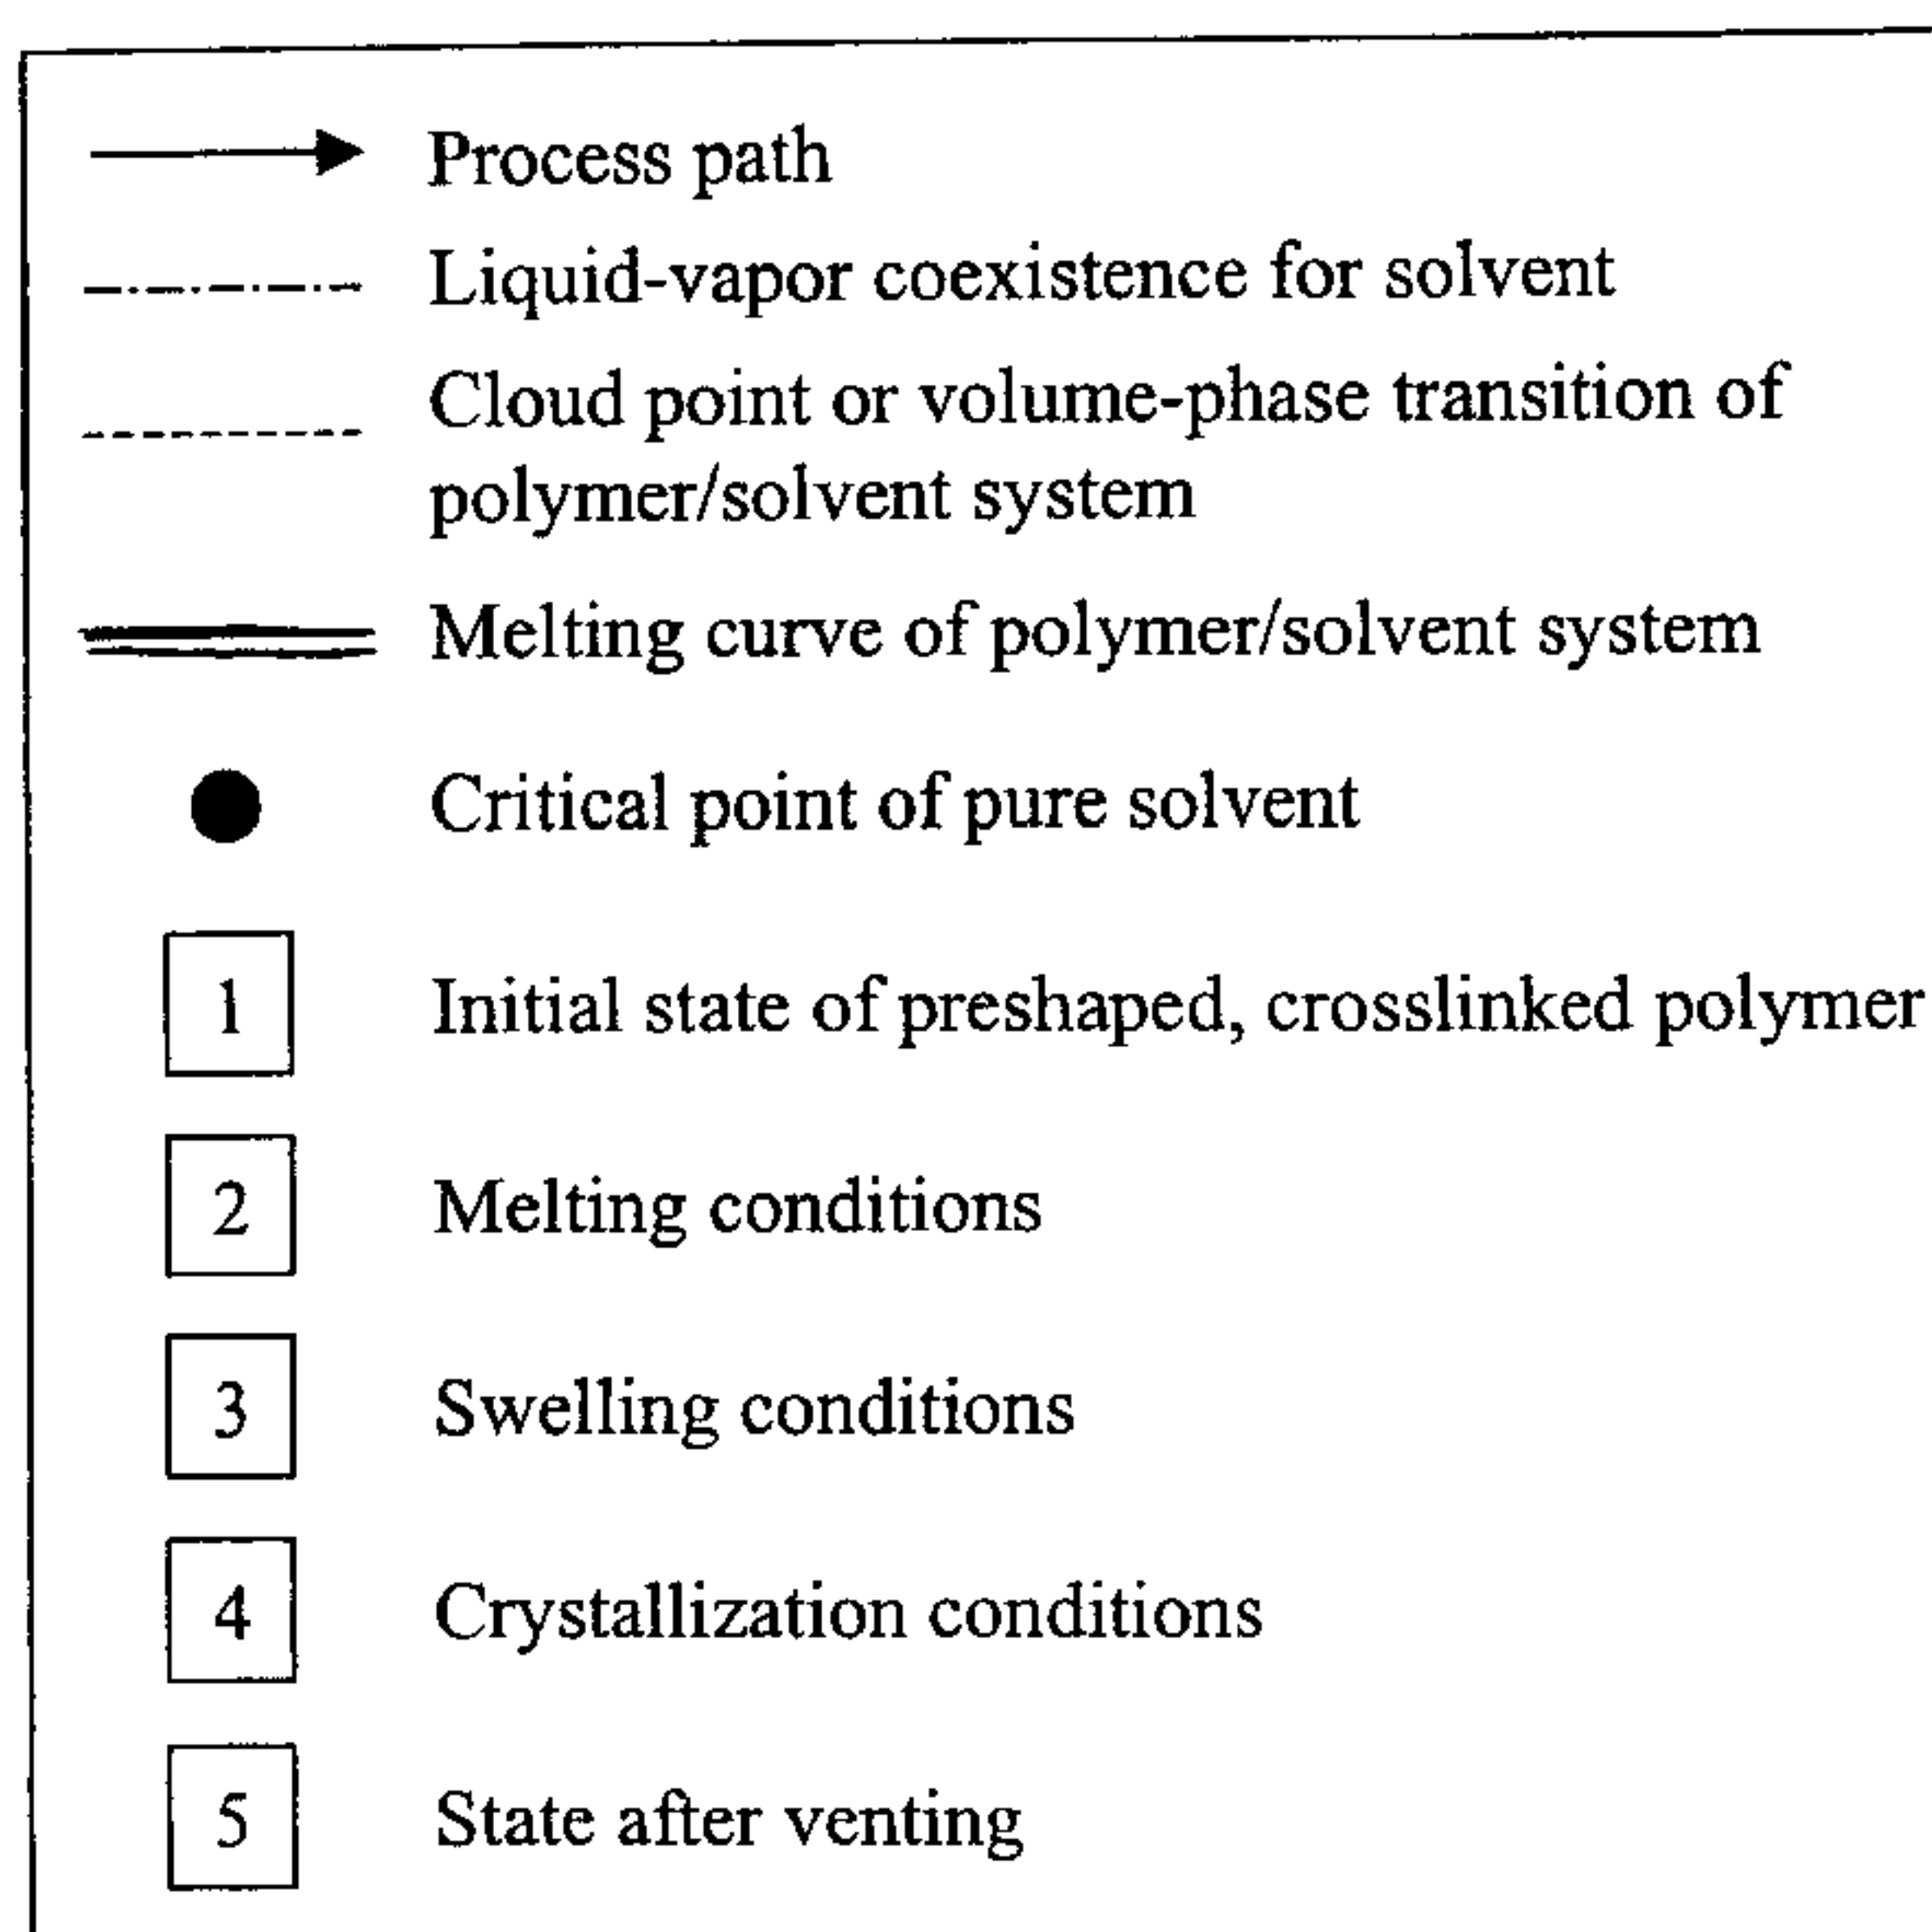 Process path
Liquid-vapor coexistence for solvent
Cloud point or volume-phase transition of
polymer/solvent system
Melting curve of polymer/solvent system
Critical point of pure solvent
1 Initial state of preshaped, crosslinked polymer
2 Melting conditions
3 Swelling conditions
4 Crystallization conditions
5 State after venting